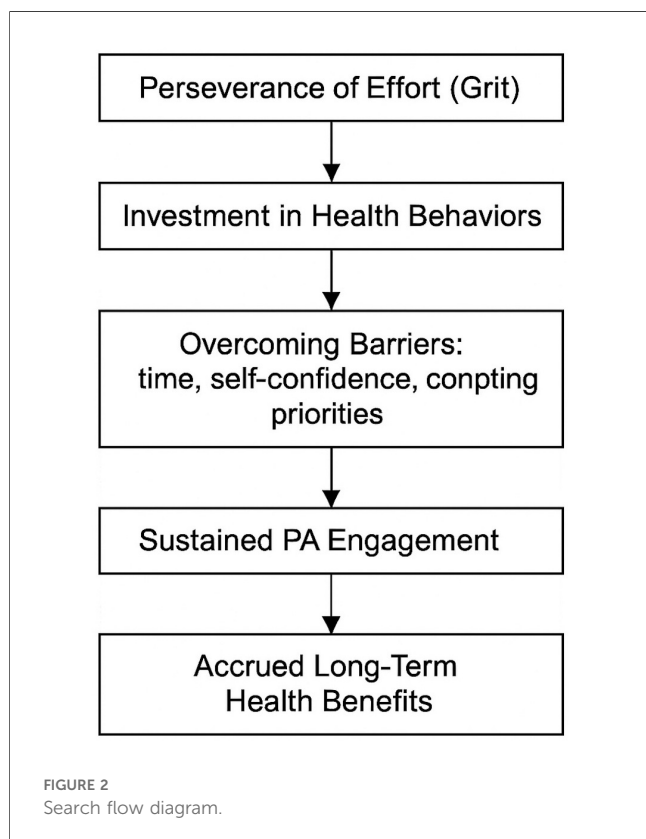 Perseverance of Effort (Grit)
Investment in Health Behaviors
Overcoming Barriers:
time, self-confidence, conpting
priorities
Sustained PA Engagement
Accrued Long-Term
Health Benefits
FIGURE 2
Search flow diagram.